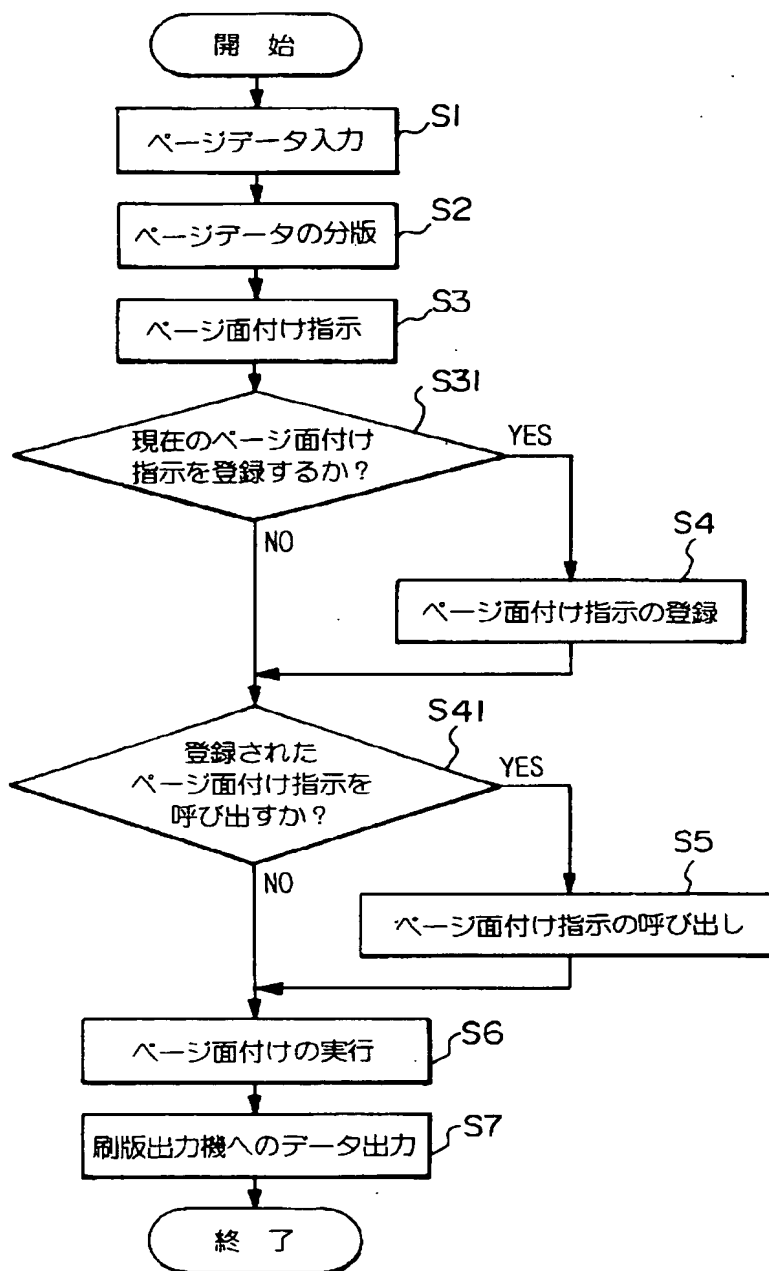 開　始
S1
ページデータ入力
S2
ページデータの分版
S3
ページ面付け指示
S31
現在のページ面付け
指示を登録するか？
YES
NO
S4
ページ面付け指示の登録
S41
登録された
ページ面付け指示を
呼び出すか？
YES
NO
S5
ページ面付け指示の呼び出し
S6
ページ面付けの実行
S7
刷版出力機へのデータ出力
終　了